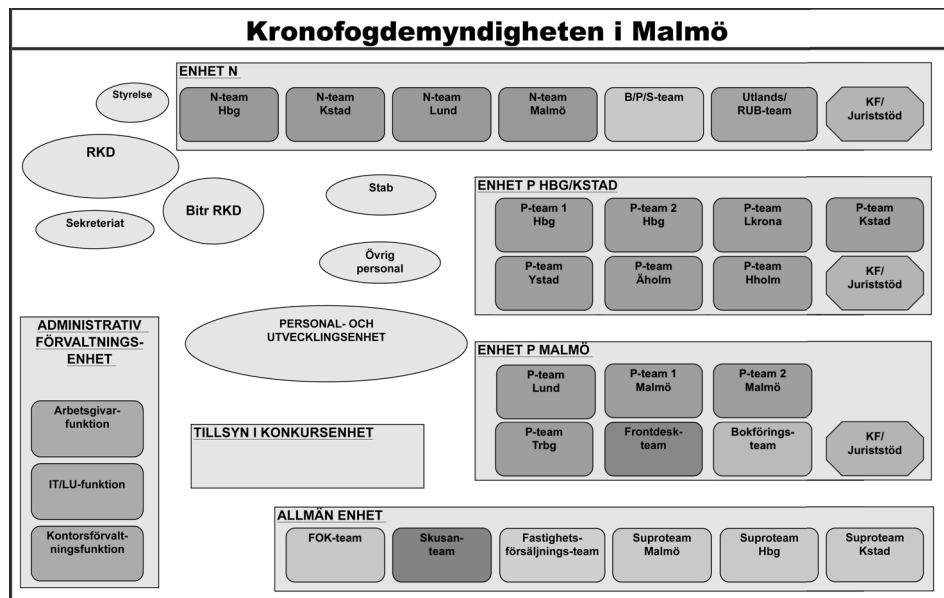 Kronofogdemyndigheten i Malmö
ENHET N
N-team
Hbg
N-team
Kstad
N-team
Lund
N-team
Malmö
B/P/S-team
Utlands/
RUB-team
KF/
Juriststöd
Styrelse
RKD
Bitr RKD
Sekreteriat
Stab
Övrig
personal
PERSONAL- OCH
UTVECKLINGSENHET
ENHET P HBG/KSTAD
P-team 1
Hbg
P-team 2
Hbg
P-team
Lkrona
P-team
Kstad
P-team
Ystad
P-team
Äholm
P-team
Hholm
KF/
Juriststöd
ADMINISTRATIV
FÖRVALTNINGS-
ENHET
Arbetsgivar-
funktion
IT/LU-funktion
Kontorsförvalt-
ningsfunktion
ENHET P MALMÖ
P-team
Lund
P-team 1
Malmö
P-team 2
Malmö
P-team
Trbg
Frontdesk-
team
Bokförings-
team
KF/
Juriststöd
TILLSYN I KONKURSENHET
ALLMÄN ENHET
FOK-team
Skusan-
team
Fastighets-
försäljnings-team
Suproteam
Malmö
Suproteam
Hbg
Suproteam
Kstad